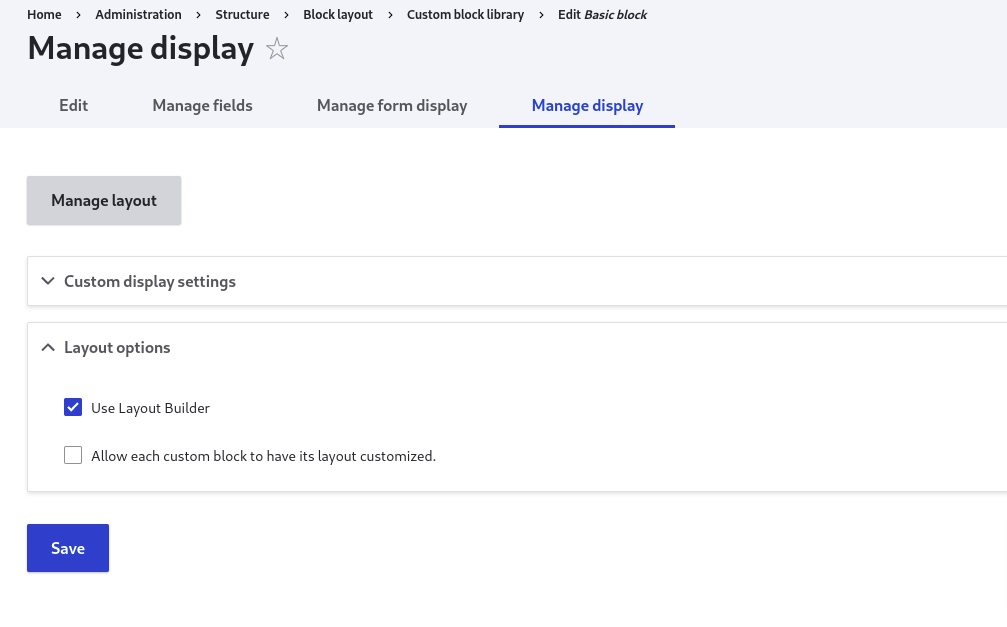 Home > Administration > Structure > Block layout > Custom block library > Edit Basic block
Manage display
Edit Manage fields Manage form display Manage display
Manage layout
Custom display settings
Layout options
Use Layout Builder
Allow each custom block to have its layout customized.
Save